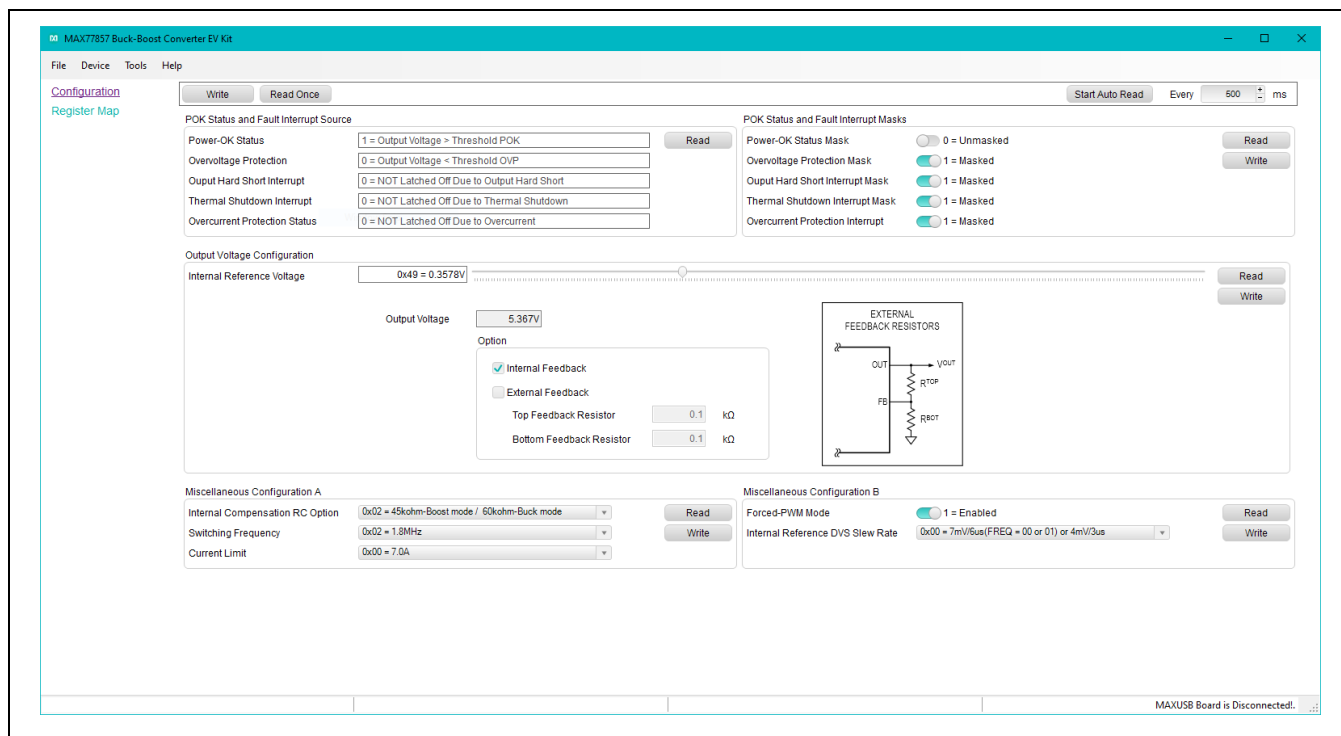 MAX77857 Buck-Boost Converter EV Kit
File Device Tools Help
Configuration
Register Map
Write Read Once Start Auto Read Every 500 ms
POK Status and Fault Interrupt Source
Power-OK Status 1 = Output Voltage > Threshold POK Read
Overvoltage Protection 0 = Output Voltage < Threshold OVP
Ouput Hard Short Interrupt 0 = NOT Latched Off Due to Output Hard Short
Thermal Shutdown Interrupt 0 = NOT Latched Off Due to Thermal Shutdown
Overcurrent Protection Status 0 = NOT Latched Off Due to Overcurrent
POK Status and Fault Interrupt Masks
Power-OK Status Mask 0 = Unmasked Read
Overvoltage Protection Mask 1 = Masked Write
Ouput Hard Short Interrupt Mask 1 = Masked
Thermal Shutdown Interrupt Mask 1 = Masked
Overcurrent Protection Interrupt 1 = Masked
Output Voltage Configuration
Internal Reference Voltage 0x49 = 0.3578V Read
Write
Output Voltage 5.367V
Option
Internal Feedback
External Feedback
Top Feedback Resistor 0.1 kΩ
Bottom Feedback Resistor 0.1 kΩ
EXTERNAL
FEEDBACK RESISTORS
OUT VOUT
RTOP
FB
RBOT
Miscellaneous Configuration A
Internal Compensation RC Option 0x02 = 45kohm-Boost mode / 60kohm-Buck mode Read
Switching Frequency 0x02 = 1.8MHz Write
Current Limit 0x00 = 7.0A
Miscellaneous Configuration B
Forced-PWM Mode 1 = Enabled Read
Internal Reference DVS Slew Rate 0x00 = 7mV/6us(FREQ = 00 or 01) or 4mV/3us Write
MAXUSB Board is Disconnected!.